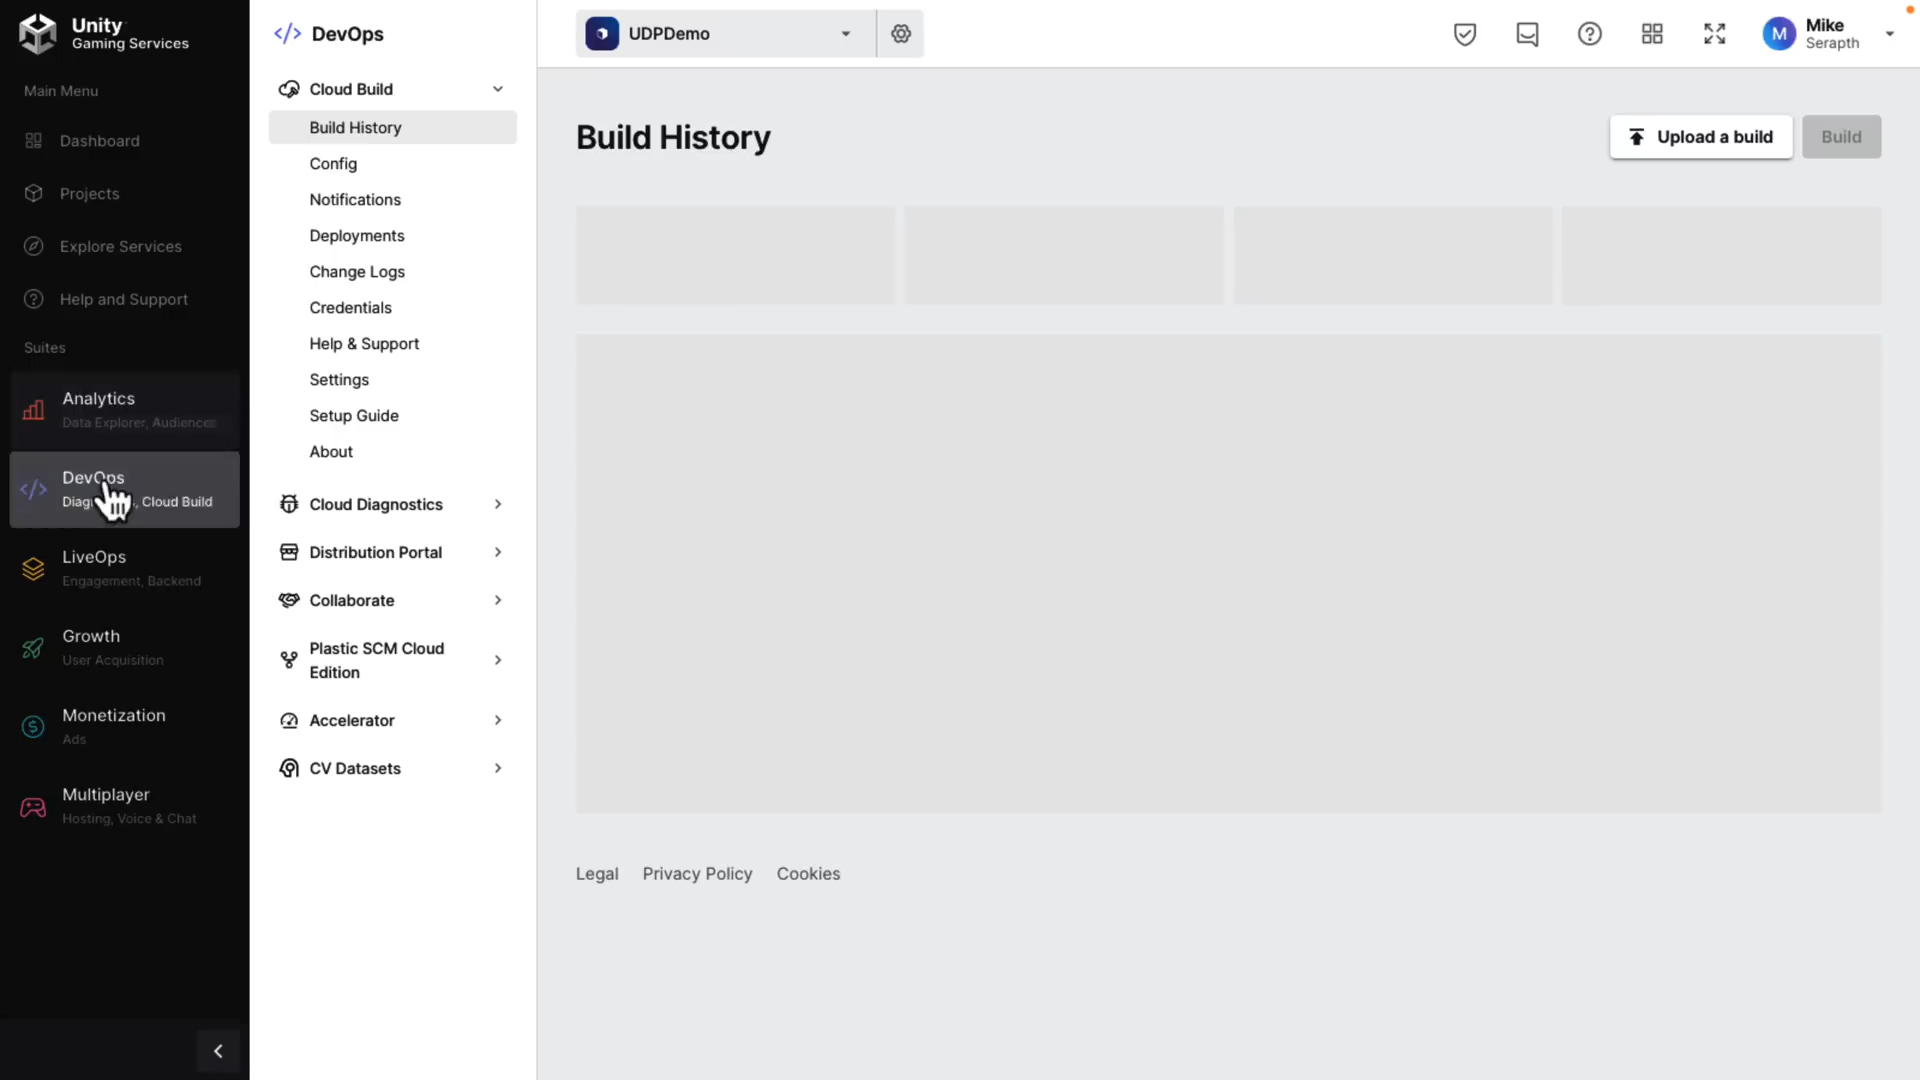 Unity
Gaming Services
Main Menu
Dashboard
Projects
Explore Services
Help and Support
Suites
Analytics
Data Explorer, Audiences
DevOps
Cloud Build
LiveOps
Engagement, Backend
Growth
User Acquisition
Monetization
Ads
Multiplayer
Hosting, Voice & Chat
DevOps
Cloud Build
Build History
Config
Notifications
Deployments
Change Logs
Credentials
Help & Support
Settings
Setup Guide
About
Cloud Diagnostics
Distribution Portal
Collaborate
Plastic SCM Cloud
Edition
Accelerator
CV Datasets
UDPDemo
M
Mike
Serapth
Build History
Upload a build
Build
Legal Privacy Policy Cookies